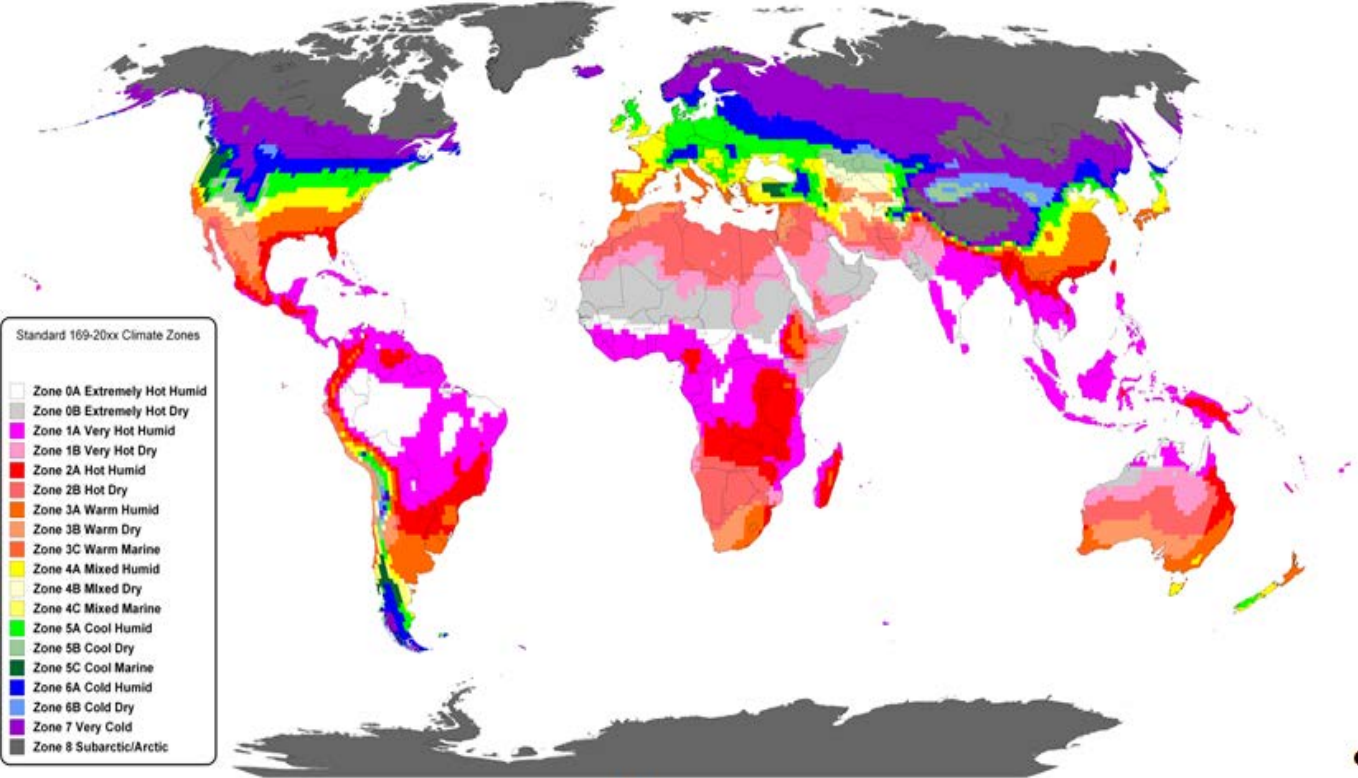 Standard 169-20xx Climate Zones
Zone 0A Extremely Hot Humid
Zone 0B Extremely Hot Dry
Zone 1A Very Hot Humid
Zone 1B Very Hot Dry
Zone 2A Hot Humid
Zone 2B Hot Dry
Zone 3A Warm Humid
Zone 3B Warm Dry
Zone 3C Warm Marine
Zone 4A Mixed Humid
Zone 4B MIxed Dry
Zone 4C Mixed Marine
Zone 5A Cool Humid
Zone 5B Cool Dry
Zone 5C Cool Marine
Zone 6A Cold Humid
Zone 6B Cold Dry
Zone 7 Very Cold
Zone 8 Subarctic/Arctic